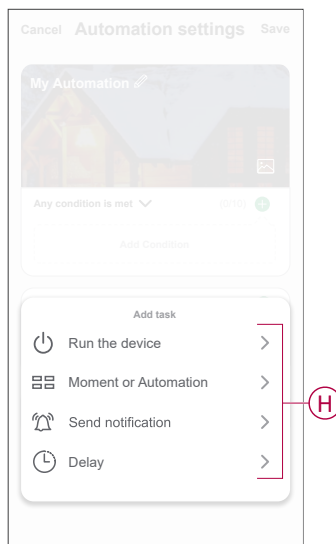 Cancel Automation settings Save
My Automation
Any condition is met (0/10)
Add Condition
Add task
Run the device
Moment or Automation
Send notification
Delay
H